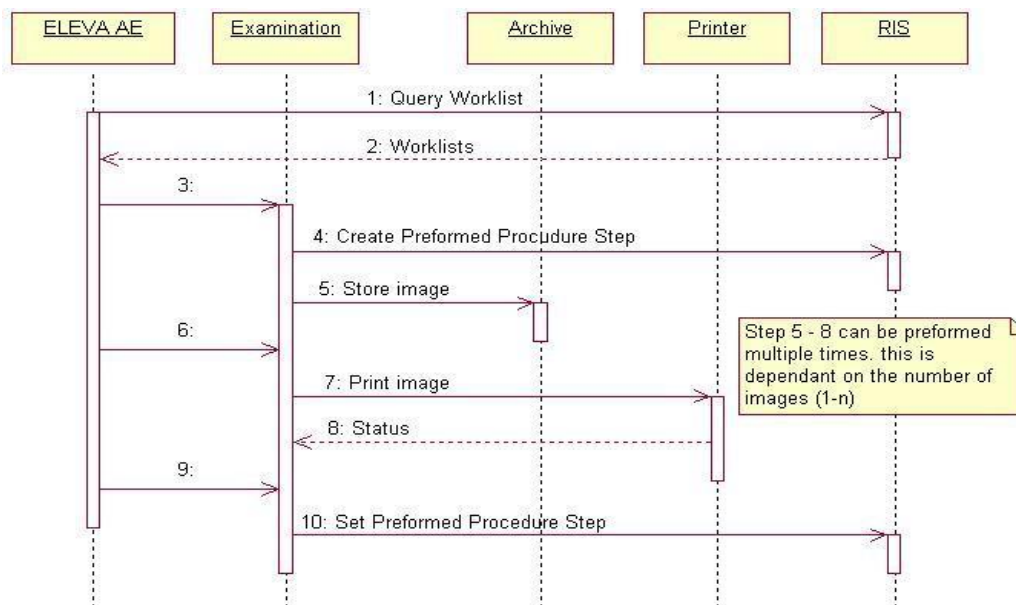 ELEVA AE
Examination
Archive
Printer
RIS
1: Query Worklist
2: Worklists
3:
4: Create Preformed Procudure Step
5: Store image
6:
Step 5 - 8 can be preformed
multiple times. this is
dependant on the number of
images (1-n)
7: Print image
8: Status
9:
10: Set Preformed Procedure Step